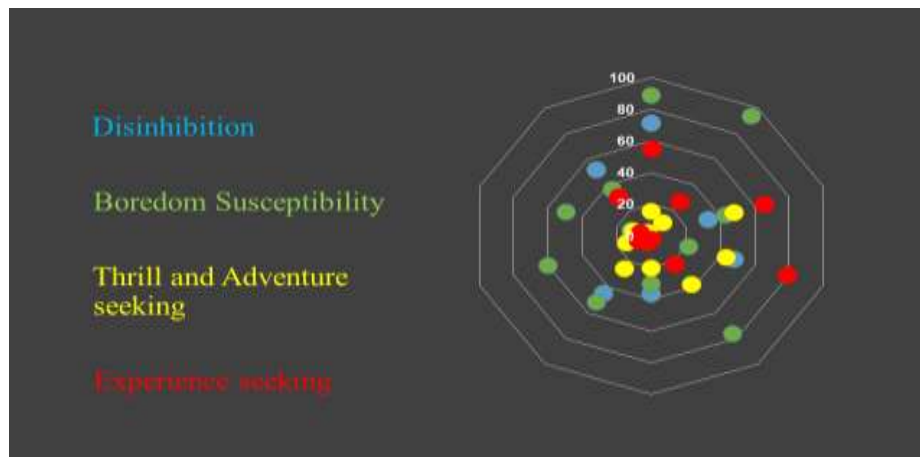 Disinhibition
Boredom Susceptibility
Thrill and Adventure
seeking
Experience seeking
100
80
60
40
20